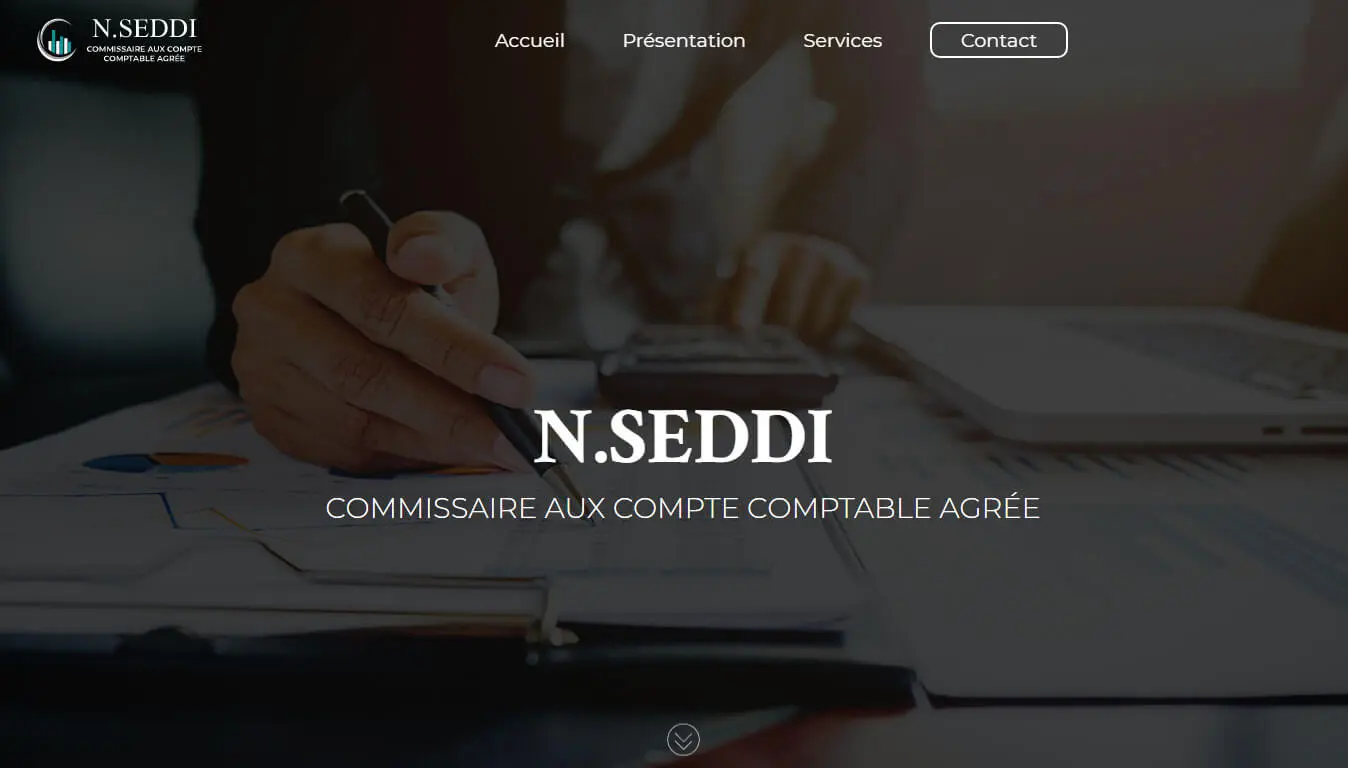 N.SEDDI
COMMISSAIRE AUX COMPTE
COMPTABLE AGRÉE
Accueil
Présentation
Services
Contact
N.SEDDI
COMMISSAIRE AUX COMPTE COMPTABLE AGRÉE